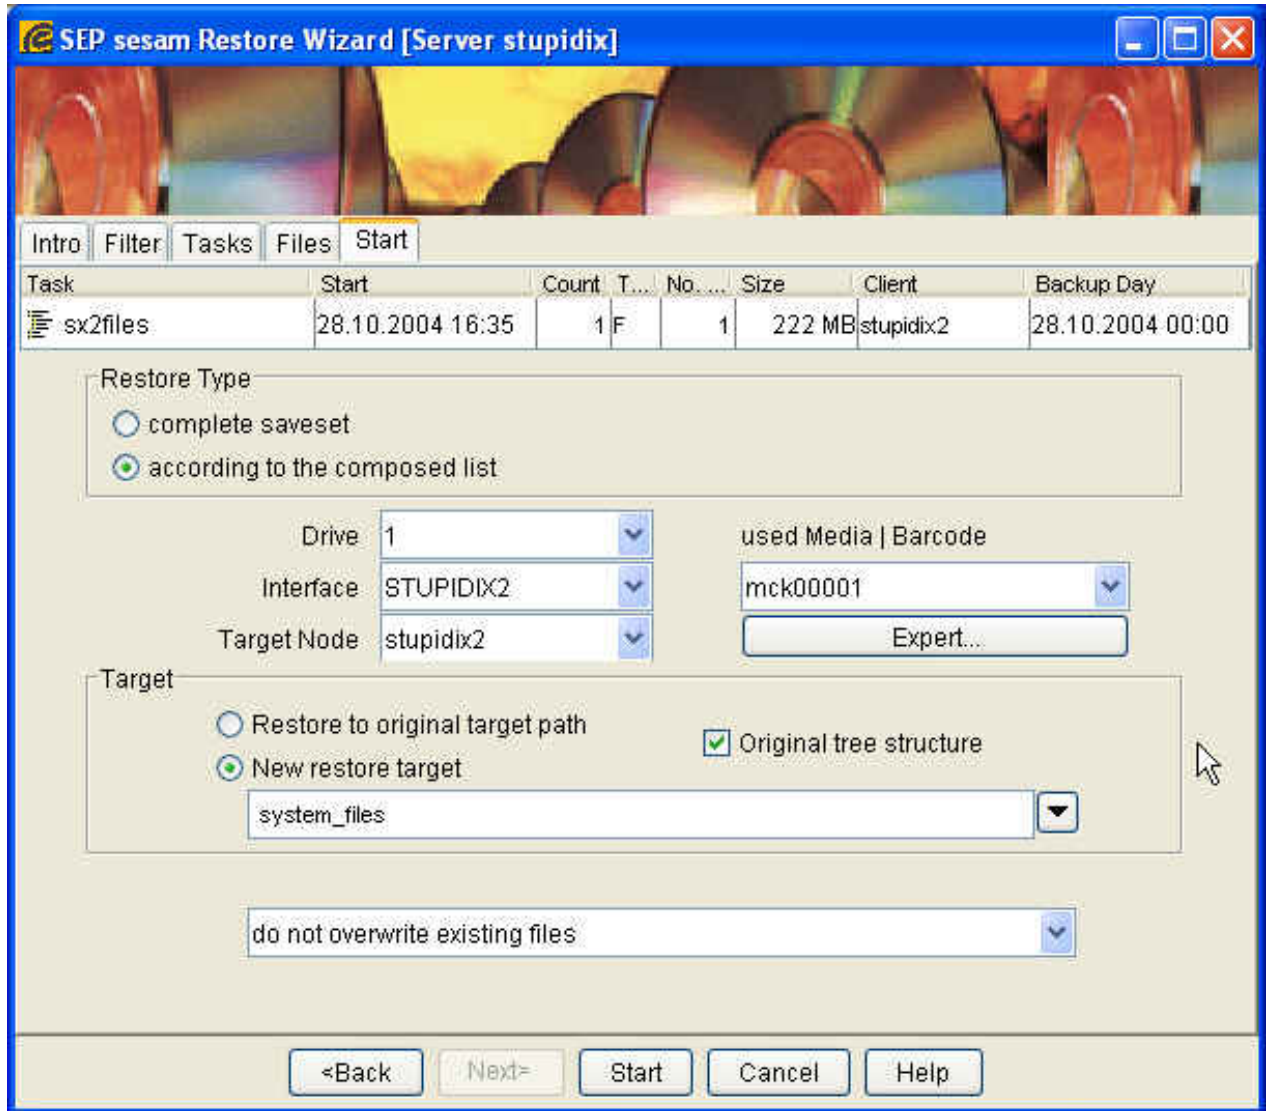 SEP sesam Restore Wizard [Server stupidix]
Intro Filter Tasks Files Start
Task Start Count T... No. ... Size Client Backup Day
sx2files 28.10.2004 16:35 1 F 1 222 MB stupidix2 28.10.2004 00:00
Restore Type
complete saveset
according to the composed list
Drive 1 used Media | Barcode
Interface STUPIDIX2 mck00001
Target Node stupidix2 Expert...
Target
Restore to original target path
Original tree structure
New restore target
system_files
do not overwrite existing files
<Back Next> Start Cancel Help